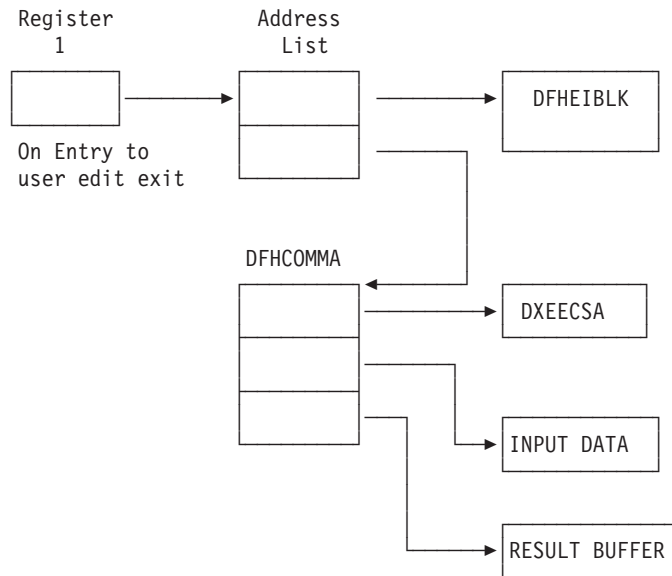 Register
1
Address
List
DFHEIBLK
On Entry to
user edit exit
DFHCOMMA
DXEECSA
INPUT DATA
RESULT BUFFER